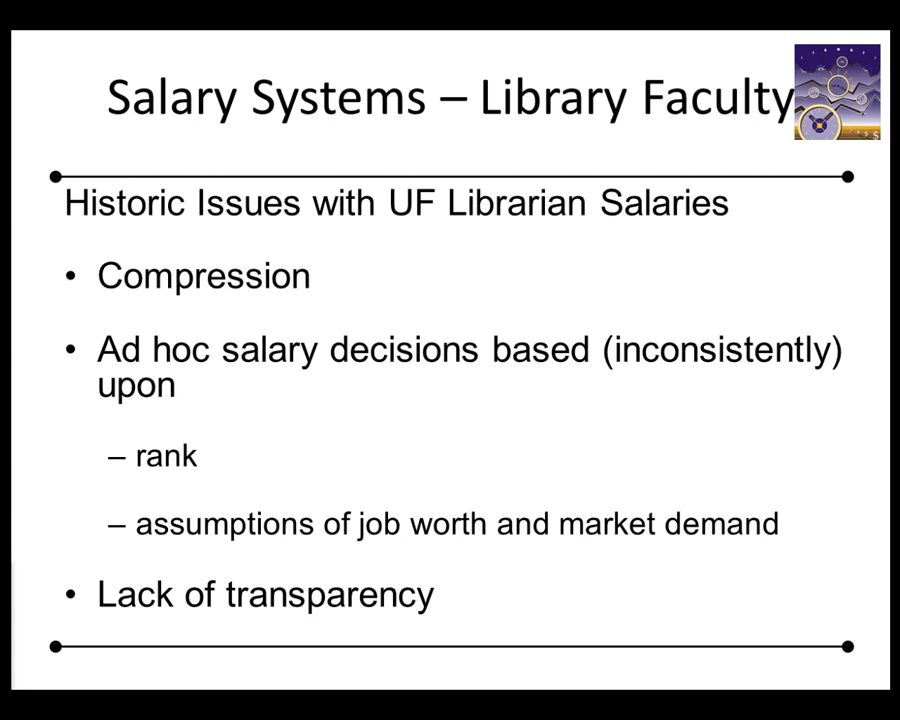 Salary Systems – Library Faculty
Historic Issues with UF Librarian Salaries
• Compression
• Ad hoc salary decisions based (inconsistently)
upon
– rank
– assumptions of job worth and market demand
• Lack of transparency